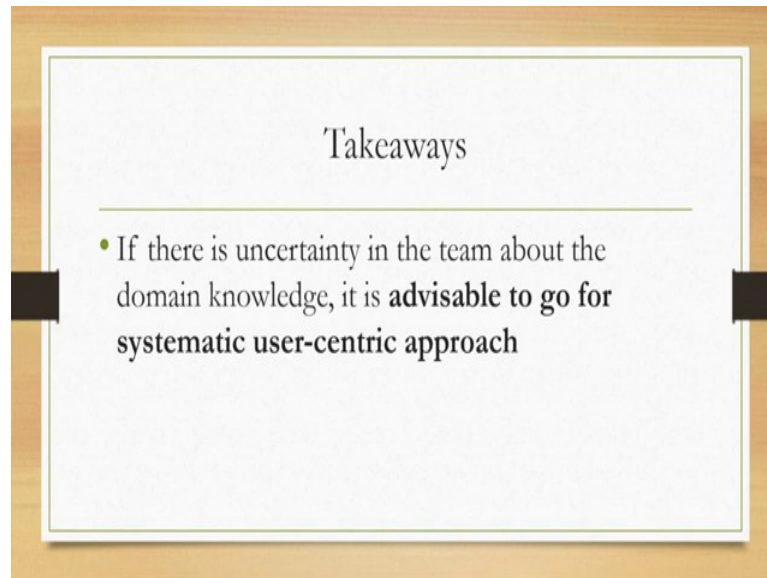 Takeaways
• If there is uncertainty in the team about the
domain knowledge, it is advisable to go for
systematic user-centric approach